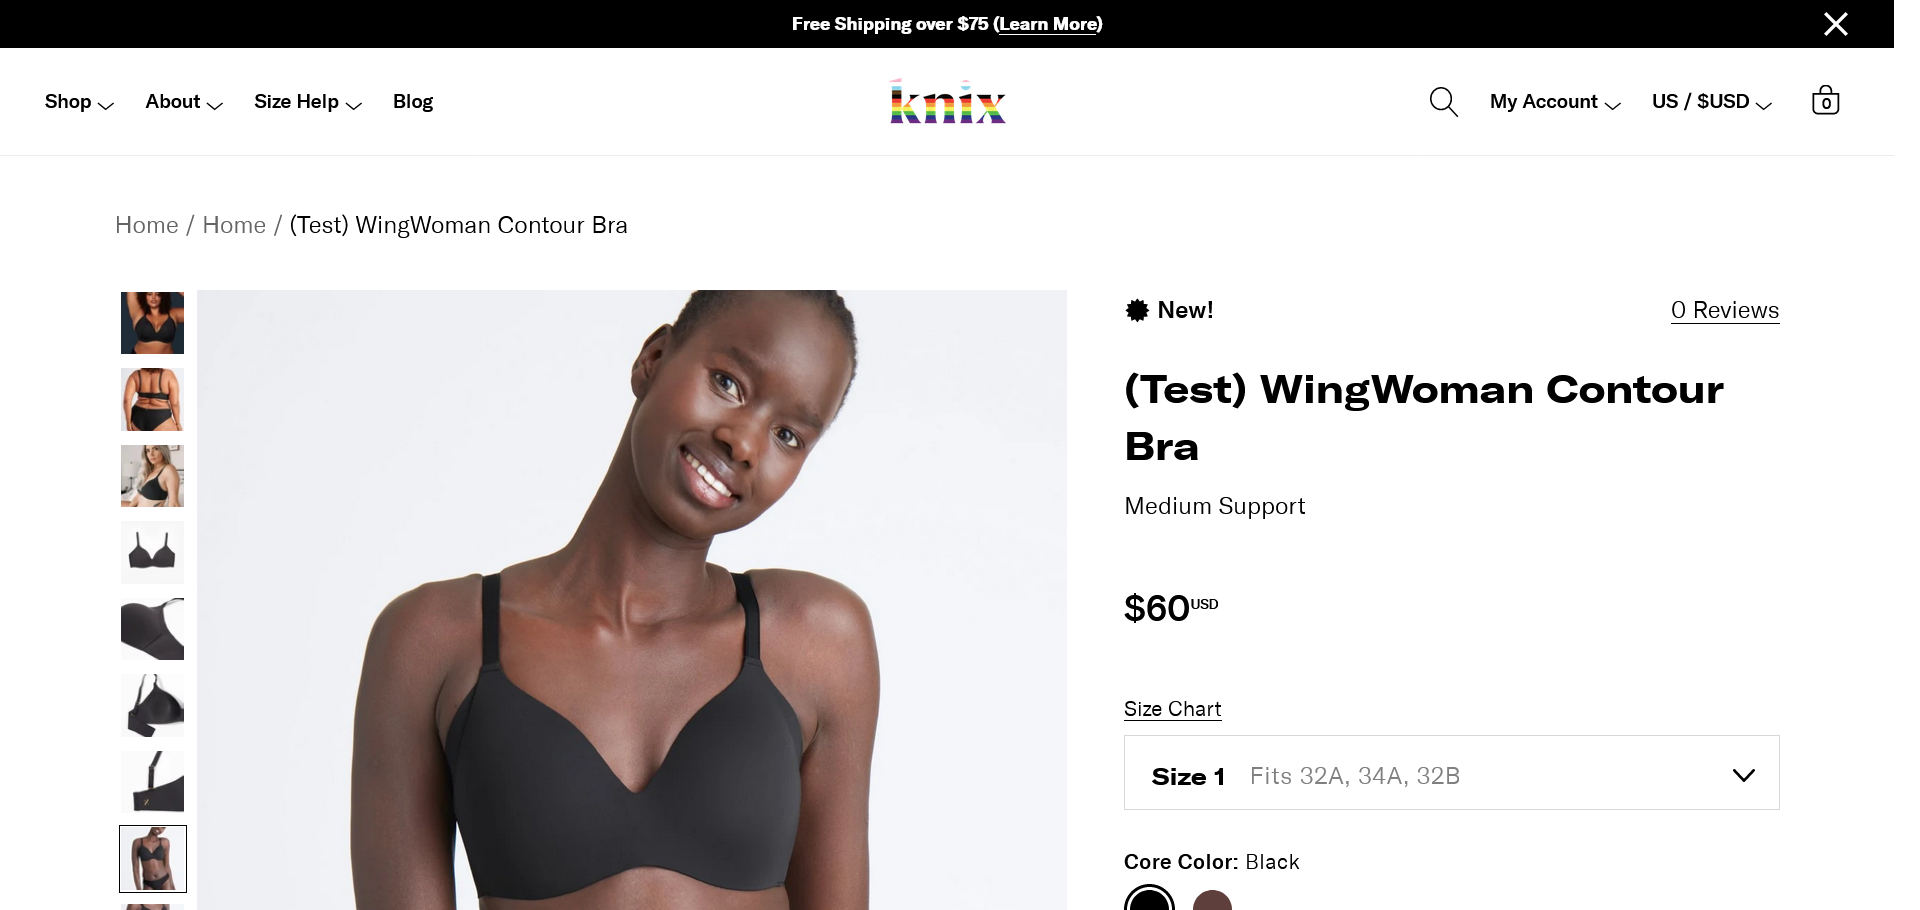 Free Shipping over $75 (Learn More)
Shop About Size Help Blog
knix
My Account US / $USD 0
Home / Home / (Test) WingWoman Contour Bra
New!
0 Reviews
(Test) WingWoman Contour
Bra
Medium Support
$60USD
Size Chart
Size 1 Fits 32A, 34A, 32B
Core Color: Black